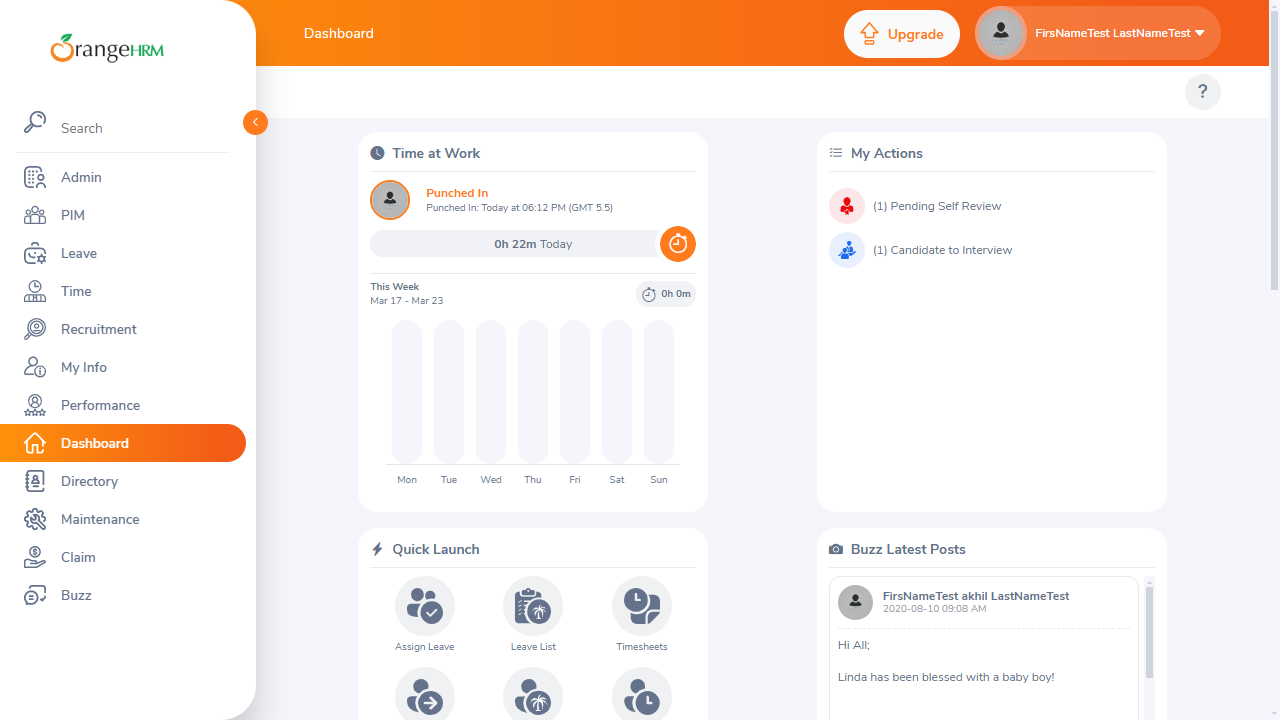 OrangeHRM
Search
Admin
PIM
Leave
Time
Recruitment
My Info
Performance
Dashboard
Directory
Maintenance
Claim
Buzz
Dashboard
Upgrade
FirsNameTest LastNameTest
?
Time at Work
Punched In
Punched In: Today at 06:12 PM (GMT 5.5)
0h 22m Today
This Week
Mar 17 - Mar 23
0h 0m
Mon Tue Wed Thu Fri Sat Sun
My Actions
(1) Pending Self Review
(1) Candidate to Interview
Quick Launch
Assign Leave Leave List Timesheets
Buzz Latest Posts
FirsNameTest akhil LastNameTest
2020-08-10 09:08 AM
Hi All;
Linda has been blessed with a baby boy!